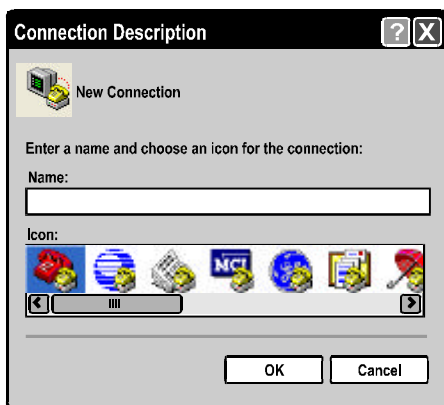 Connection Description
? X
New Connection
Enter a name and choose an icon for the connection:
Name:
Icon:
MCI
OK
Cancel